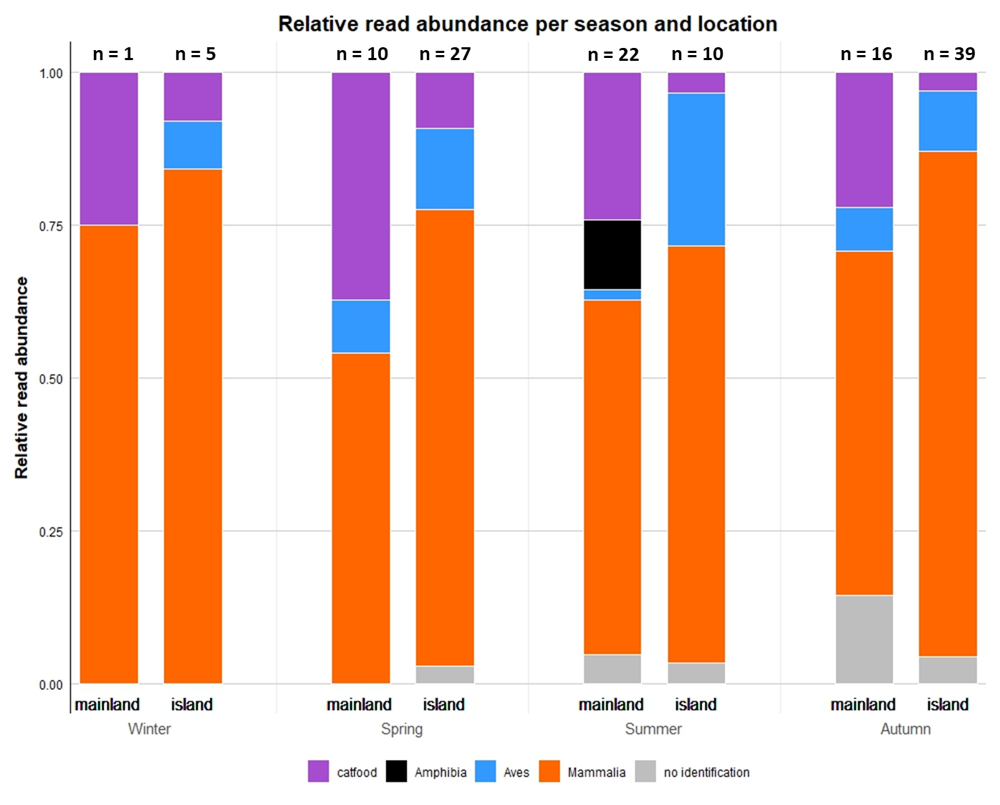 Relative read abundance per season and location
n = 1 n = 5 n = 10 n = 27 n = 22 n = 10 n = 16 n = 39
1.00
0.75
0.50
0.25
0.00
Relative read abundance
mainland island mainland island mainland island mainland island
Winter Spring Summer Autumn
catfood Amphibia Aves Mammalia no identification